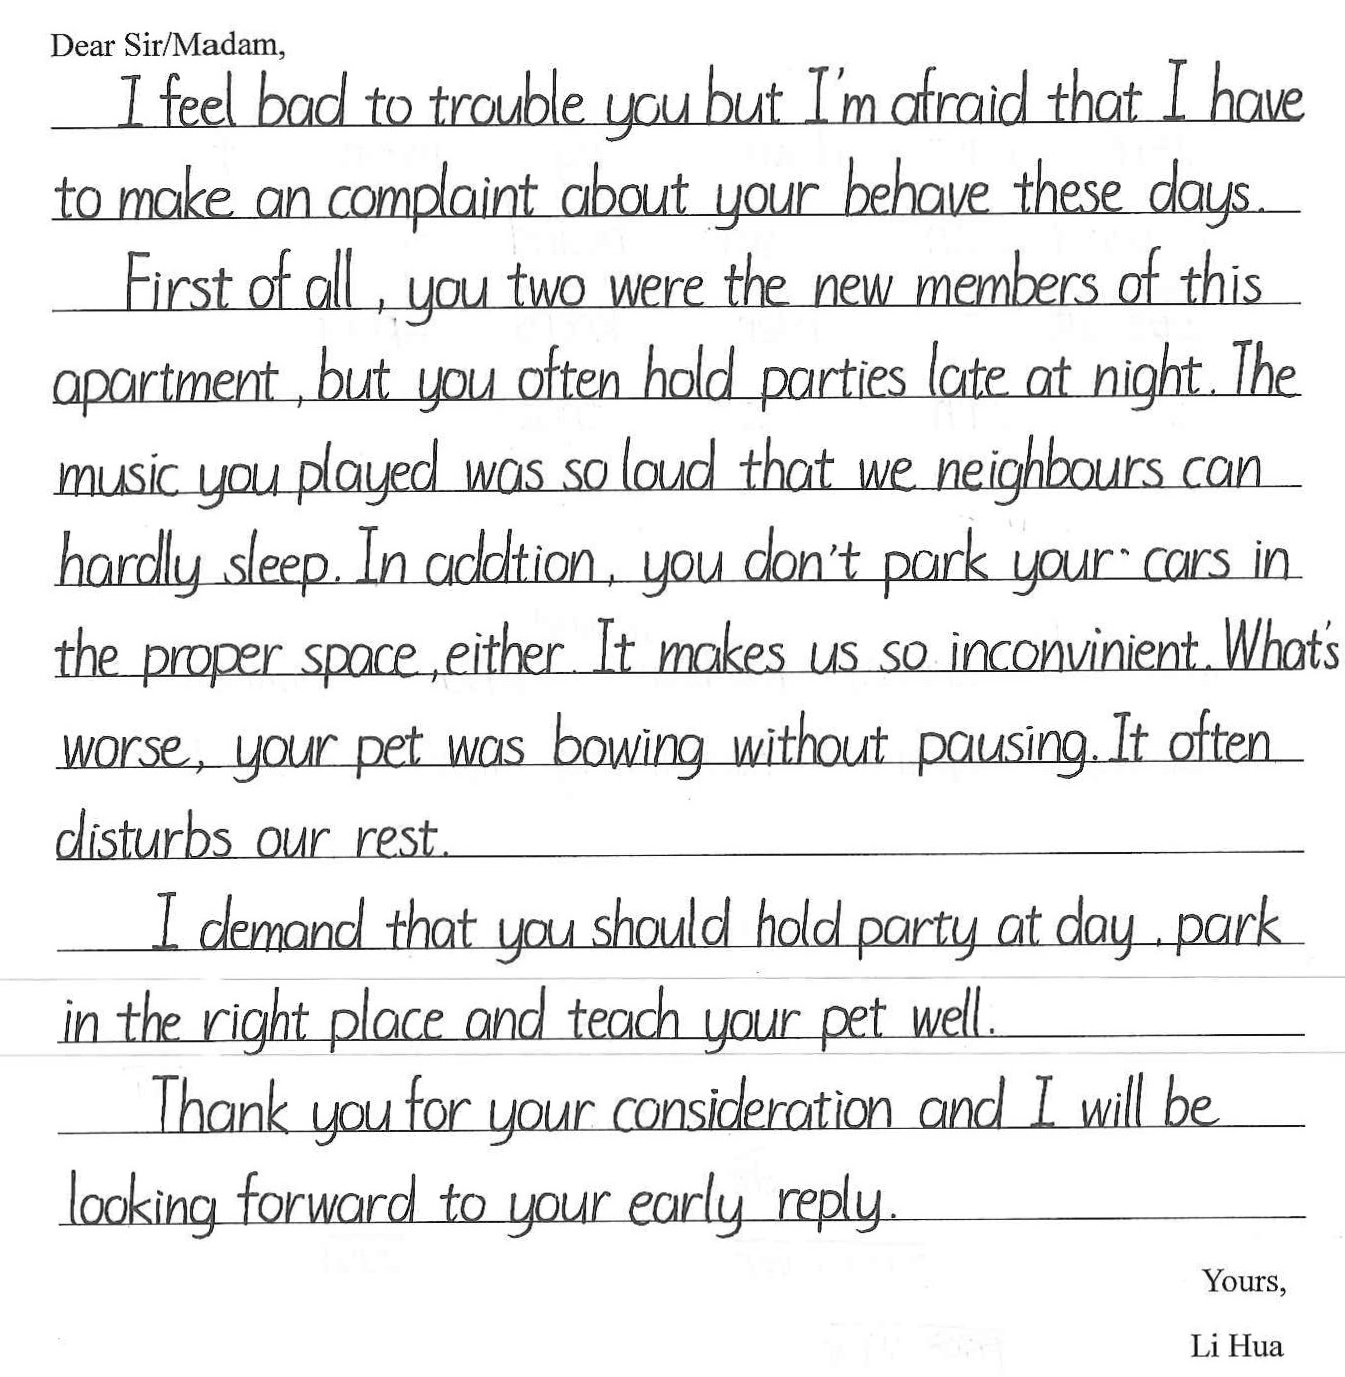 Dear Sir/Madam,
I feel bad to trouble you but I'm afraid that I have
to make an complaint about your behave these days.
First of all, you two were the new members of this
apartment, but you often hold parties late at night. The
music you played was so loud that we neighbours can
hardly sleep. In addtion, you don't park your cars in
the proper space, either. It makes us so inconvinient. What's
worse, your pet was bowing without pausing. It often
disturbs our rest.
I demand that you should hold party at day, park
in the right place and teach your pet well.
Thank you for your consideration and I will be
looking forward to your early reply.
Yours,
Li Hua